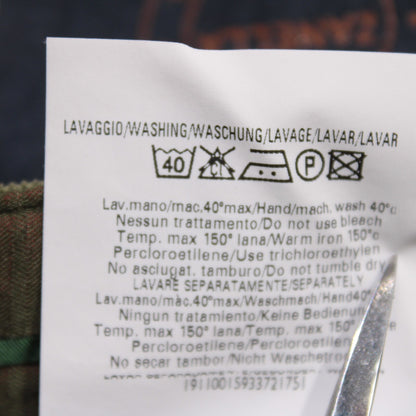 LAVAGGIO/WASHING/WASCHUNG/LAVAGE/LAVAR/LAVAR
40 CL P
Lav.mano/mac.40°max/Hand/mach. wash 40°c
Nessun trattamento/Do not use bleach
Temp. max 150° lana/Warm iron 150°c
Percloroetilene/Use trichloroethylen
No asciugat. tamburo/Do not tumble dry
LAVARE SEPARATAMENTE/SEPARATELY
Lav.mano/mac.40°max/Waschmach/Hand40°
Ningun tratamiento/Keine Bedienen
Temp. max 150° lana/Temp. max 150°
Percloroetilene/Percloroetilen
No secar tambor/Nicht Waschetro
1911001593372175